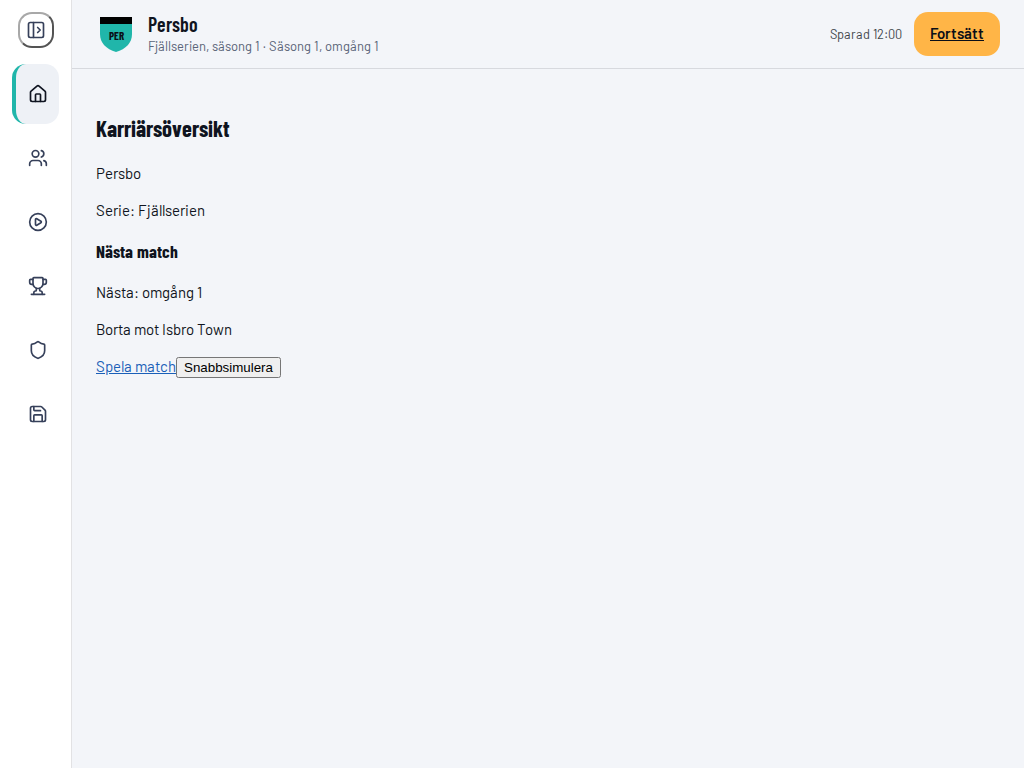 PER
Persbo
Fjällserien, säsong 1 · Säsong 1, omgång 1
Sparad 12:00
Fortsätt
Karriärsöversikt
Persbo
Serie: Fjällserien
Nästa match
Nästa: omgång 1
Borta mot Isbro Town
Spela match Snabbsimulera